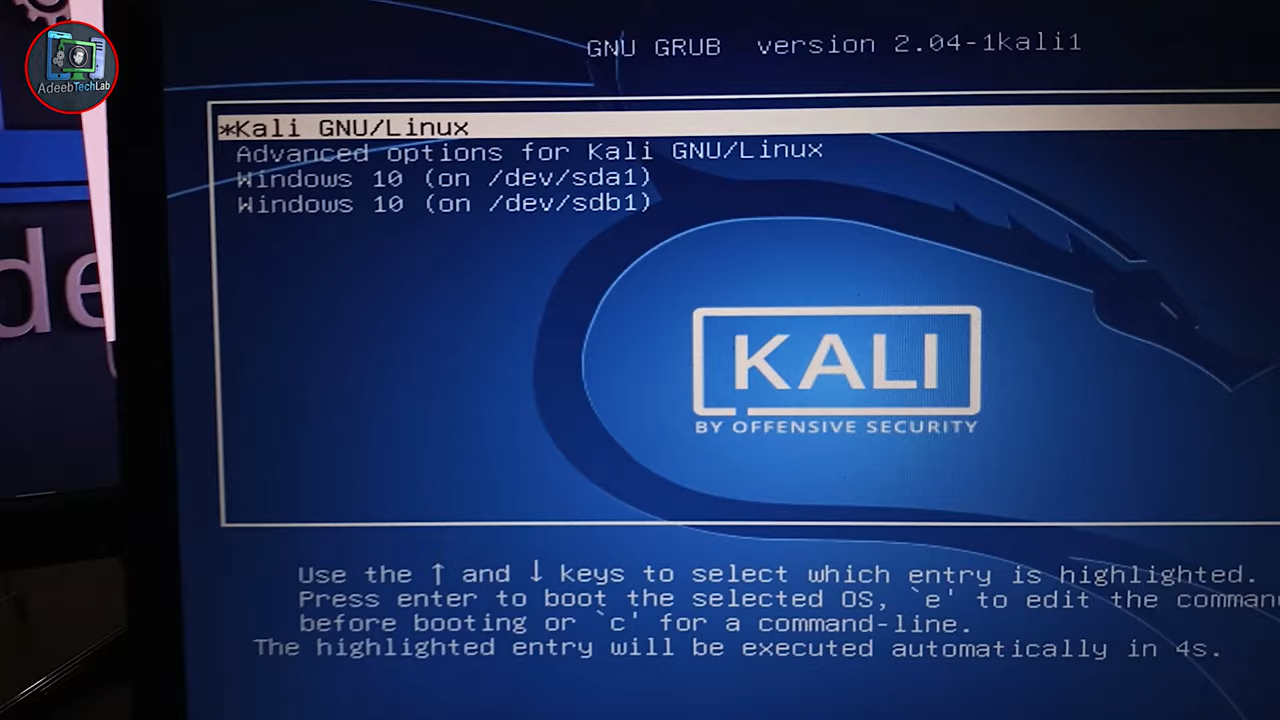 AdeebTechLab
GNU GRUB version 2.04-1kali1
*Kali GNU/Linux
Advanced options for Kali GNU/Linux
Windows 10 (on /dev/sda1)
Windows 10 (on /dev/sdb1)
de
KALI
BY OFFENSIVE SECURITY
Use the ↑ and ↓ keys to select which entry is highlighted.
Press enter to boot the selected OS, `e' to edit the comman
before booting or `c' for a command-line.
The highlighted entry will be executed automatically in 4s.